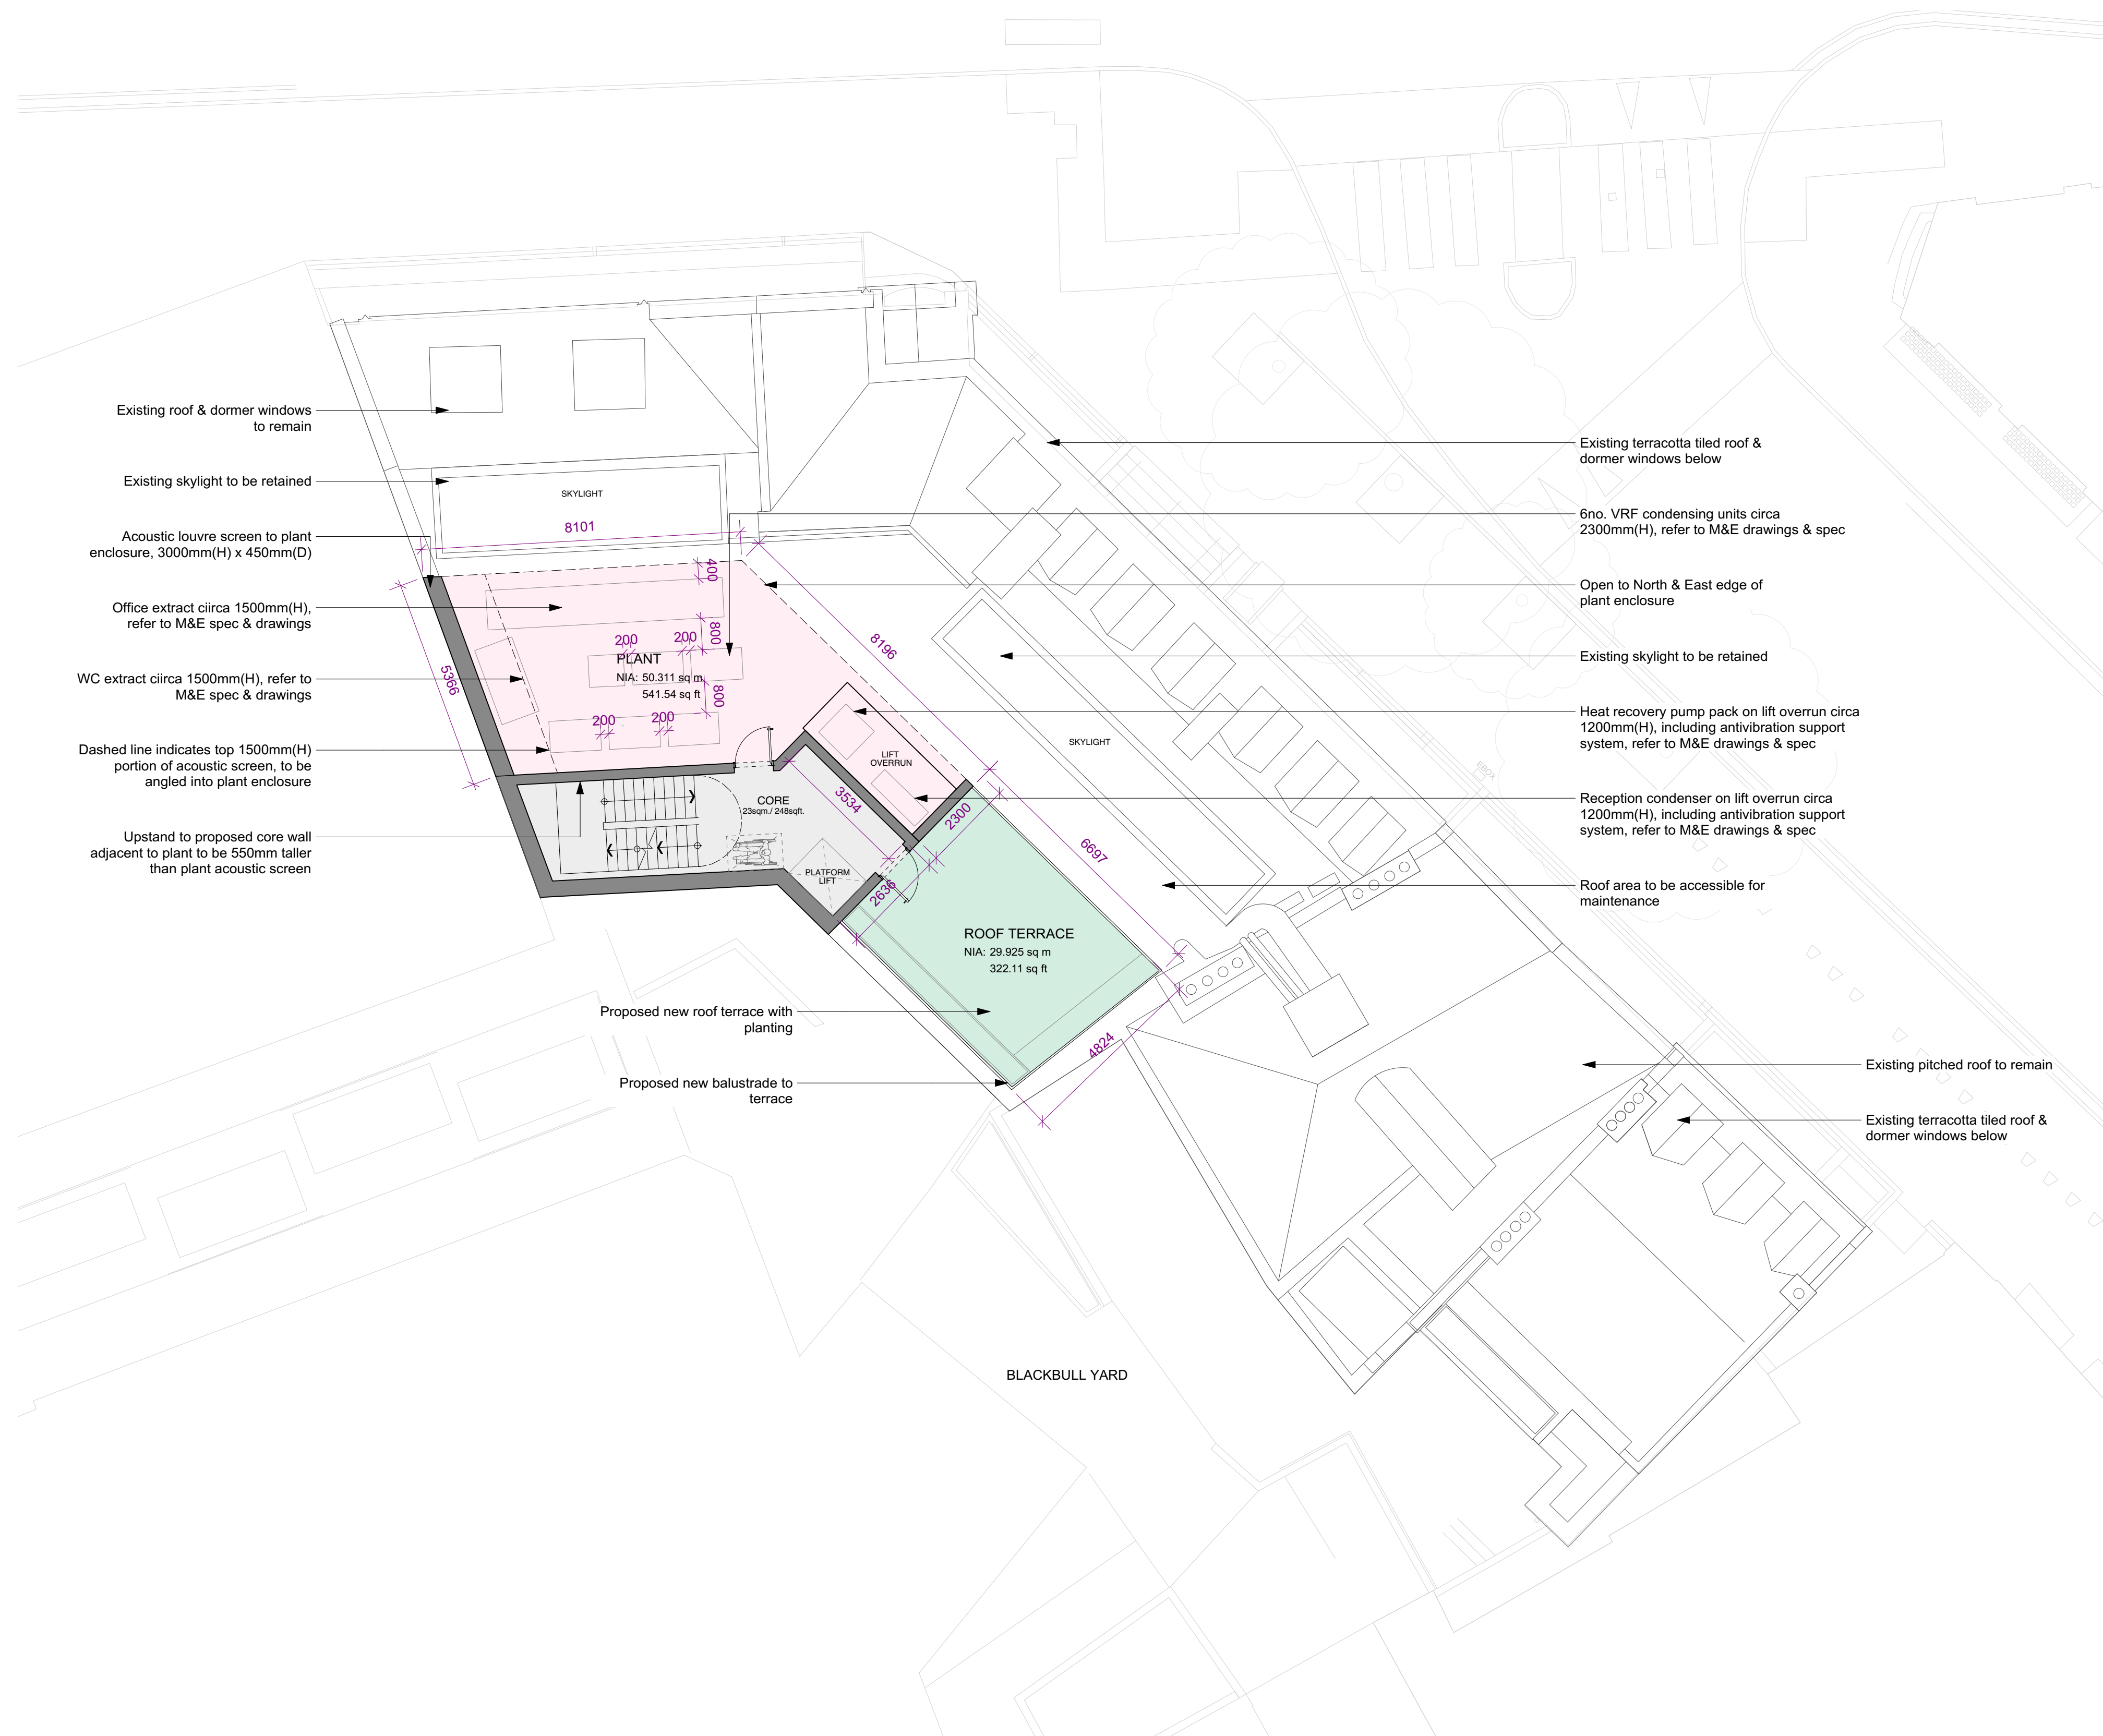 Existing roof & dormer windows
to remain
Existing skylight to be retained
Acoustic louvre screen to plant
enclosure, 3000mm(H) x 450mm(D)
Office extract ciirca 1500mm(H),
refer to M&E spec & drawings
WC extract ciirca 1500mm(H), refer to
M&E spec & drawings
Dashed line indicates top 1500mm(H)
portion of acoustic screen, to be
angled into plant enclosure
Upstand to proposed core wall
adjacent to plant to be 550mm taller
than plant acoustic screen
SKYLIGHT
8101
400
800
200
200
PLANT
NIA: 50.311 sq m
541.54 sq ft
800
200
200
5366
8196
LIFT
OVERRUN
CORE
23sqm./ 248sqft.
3534
2300
PLATFORM
LIFT
2636
6697
SKYLIGHT
ROOF TERRACE
NIA: 29.925 sq m
322.11 sq ft
4824
Proposed new roof terrace with
planting
Proposed new balustrade to
terrace
BLACKBULL YARD
EBOX
Existing terracotta tiled roof &
dormer windows below
6no. VRF condensing units circa
2300mm(H), refer to M&E drawings & spec
Open to North & East edge of
plant enclosure
Existing skylight to be retained
Heat recovery pump pack on lift overrun circa
1200mm(H), including antivibration support
system, refer to M&E drawings & spec
Reception condenser on lift overrun circa
1200mm(H), including antivibration support
system, refer to M&E drawings & spec
Roof area to be accessible for
maintenance
Existing pitched roof to remain
Existing terracotta tiled roof &
dormer windows below